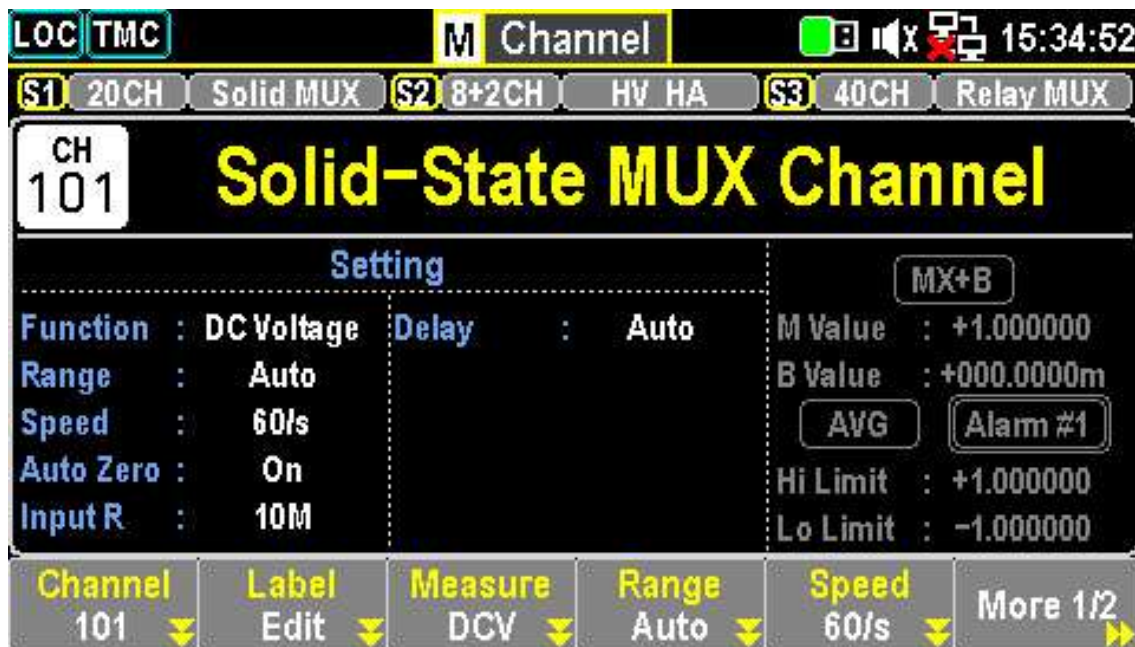 LOC TMC M Channel 15:34:52
S1 20CH Solid MUX S2 8+2CH HV HA S3 40CH Relay MUX
CH
101
Solid-State MUX Channel
Setting
Function : DC Voltage
Range : Auto
Speed : 60/s
Auto Zero : On
Input R : 10M
Delay : Auto
MX+B
M Value : +1.000000
B Value : +000.0000m
AVG Alarm #1
Hi Limit : +1.000000
Lo Limit : -1.000000
Channel
101
Label
Edit
Measure
DCV
Range
Auto
Speed
60/s
More 1/2